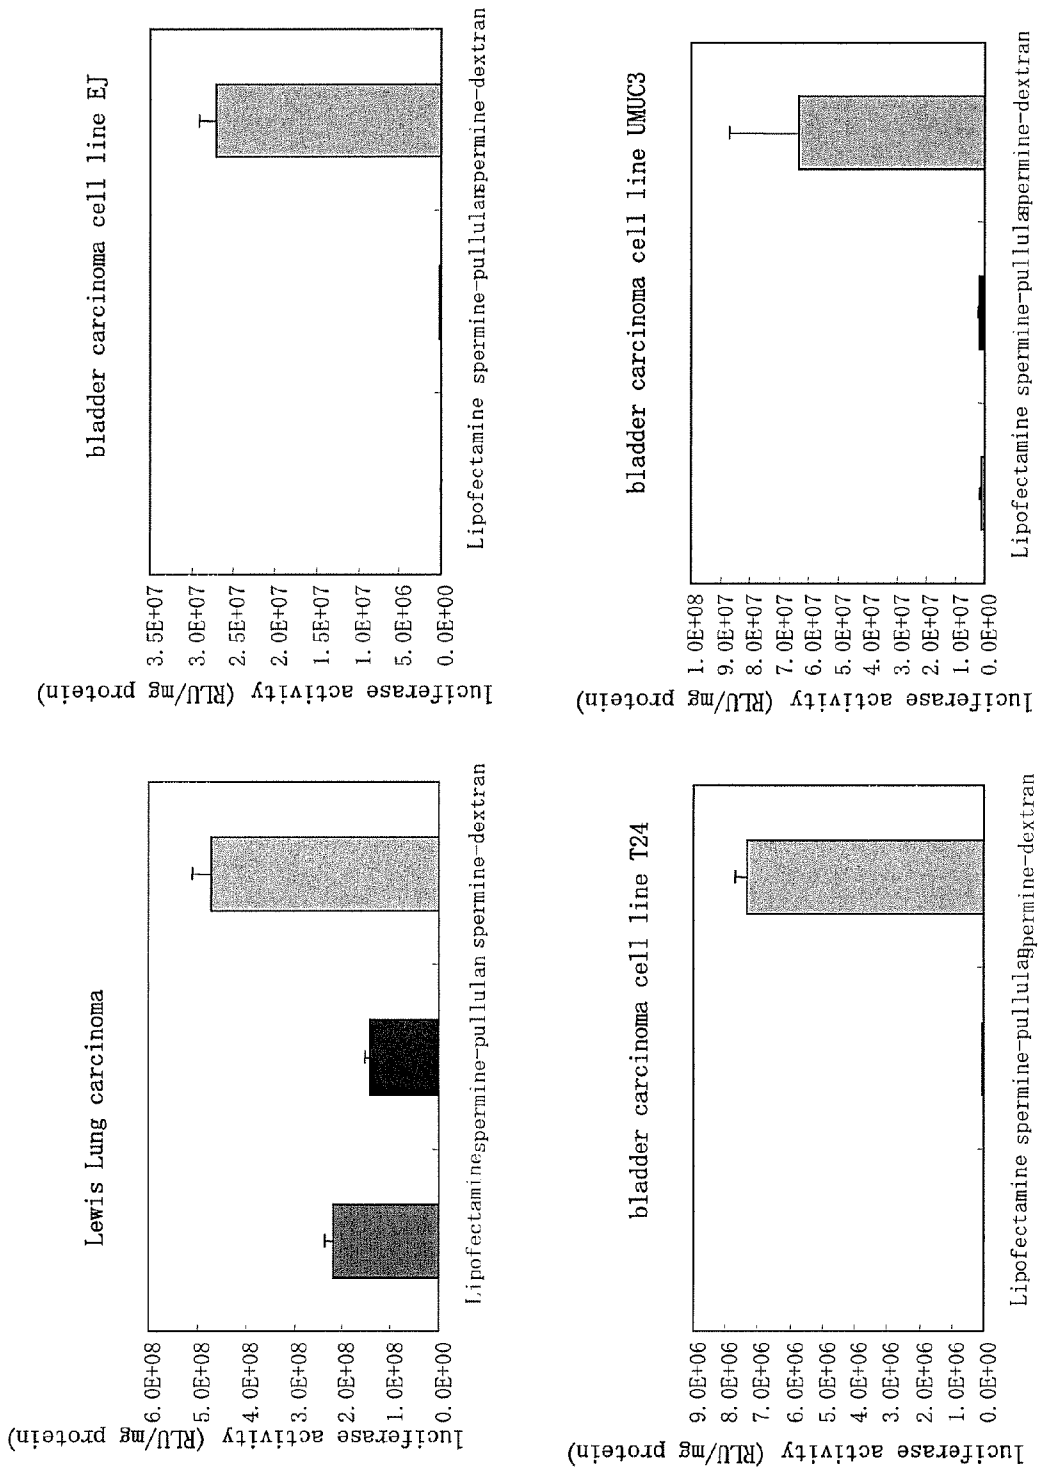 Lewis Lung carcinoma
luciferase activity (RLU/mg protein)
6.0E+08
5.0E+08
4.0E+08
3.0E+08
2.0E+08
1.0E+08
0.0E+00
Lipofectamine spermine-pullulan spermine-dextran
bladder carcinoma cell line EJ
luciferase activity (RLU/mg protein)
3.5E+07
3.0E+07
2.5E+07
2.0E+07
1.5E+07
1.0E+07
5.0E+06
0.0E+00
Lipofectamine spermine-pullulan spermine-dextran
bladder carcinoma cell line T24
luciferase activity (RLU/mg protein)
9.0E+06
8.0E+06
7.0E+06
6.0E+06
5.0E+06
4.0E+06
3.0E+06
2.0E+06
1.0E+06
0.0E+00
Lipofectamine spermine-pullulan spermine-dextran
bladder carcinoma cell line UMUC3
luciferase activity (RLU/mg protein)
1.0E+08
9.0E+07
8.0E+07
7.0E+07
6.0E+07
5.0E+07
4.0E+07
3.0E+07
2.0E+07
1.0E+07
0.0E+00
Lipofectamine spermine-pullulan spermine-dextran